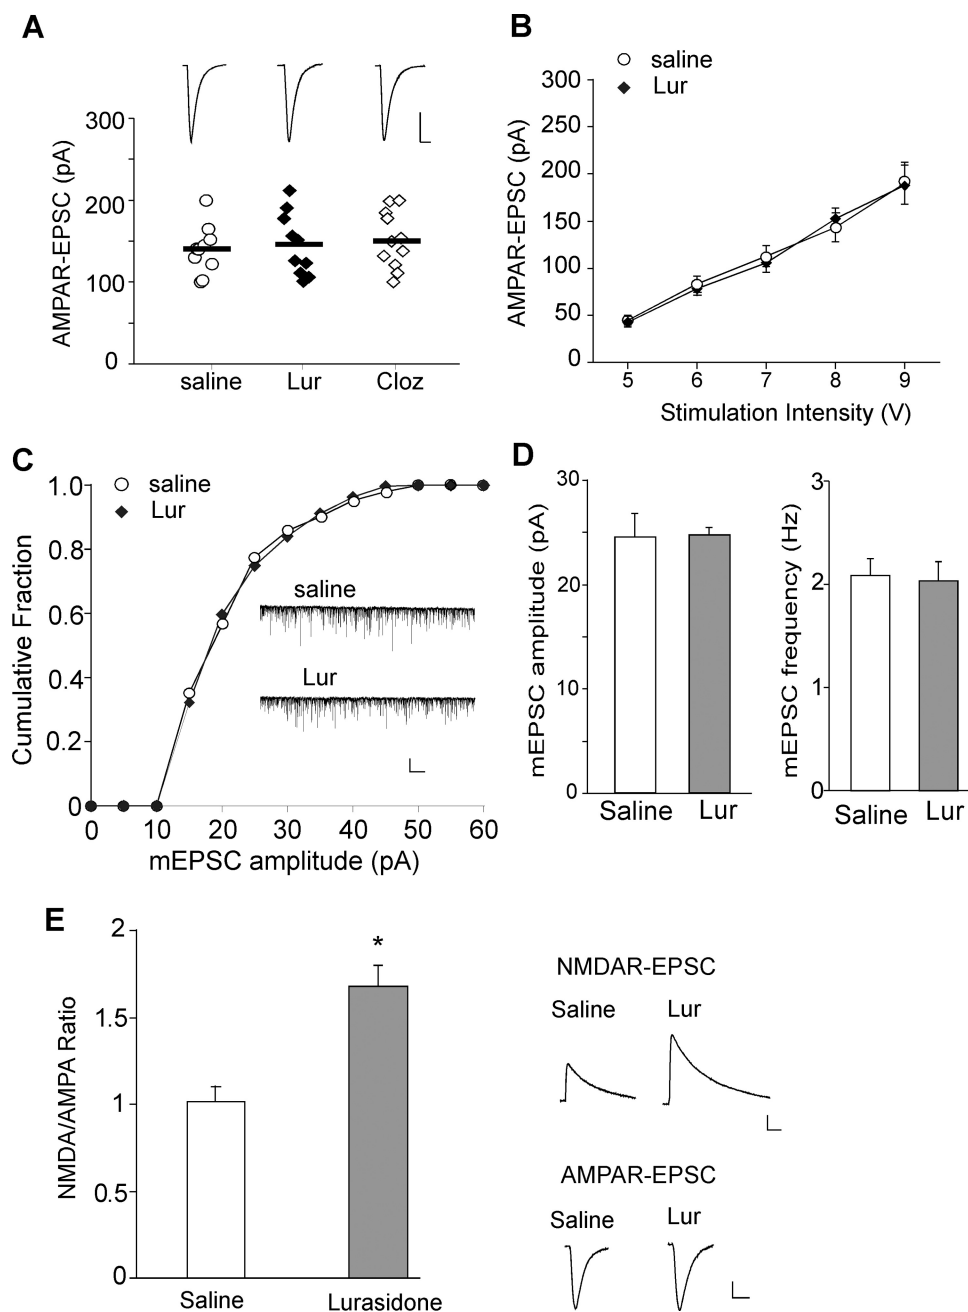 A
AMPAR-EPSC (pA)
300
200
100
0
saline Lur Cloz
B
saline
Lur
AMPAR-EPSC (pA)
300
250
200
150
100
50
0
5 6 7 8 9
Stimulation Intensity (V)
C
saline
Lur
Cumulative Fraction
1.0
0.8
0.6
0.4
0.2
0
saline
Lur
0 10 20 30 40 50 60
mEPSC amplitude (pA)
D
mEPSC amplitude (pA)
30
20
10
0
Saline Lur
mEPSC frequency (Hz)
3
2
1
0
Saline Lur
E
NMDA/AMPA Ratio
2
1.5
1
0.5
0
*
Saline Lurasidone
NMDAR-EPSC
Saline Lur
AMPAR-EPSC
Saline Lur